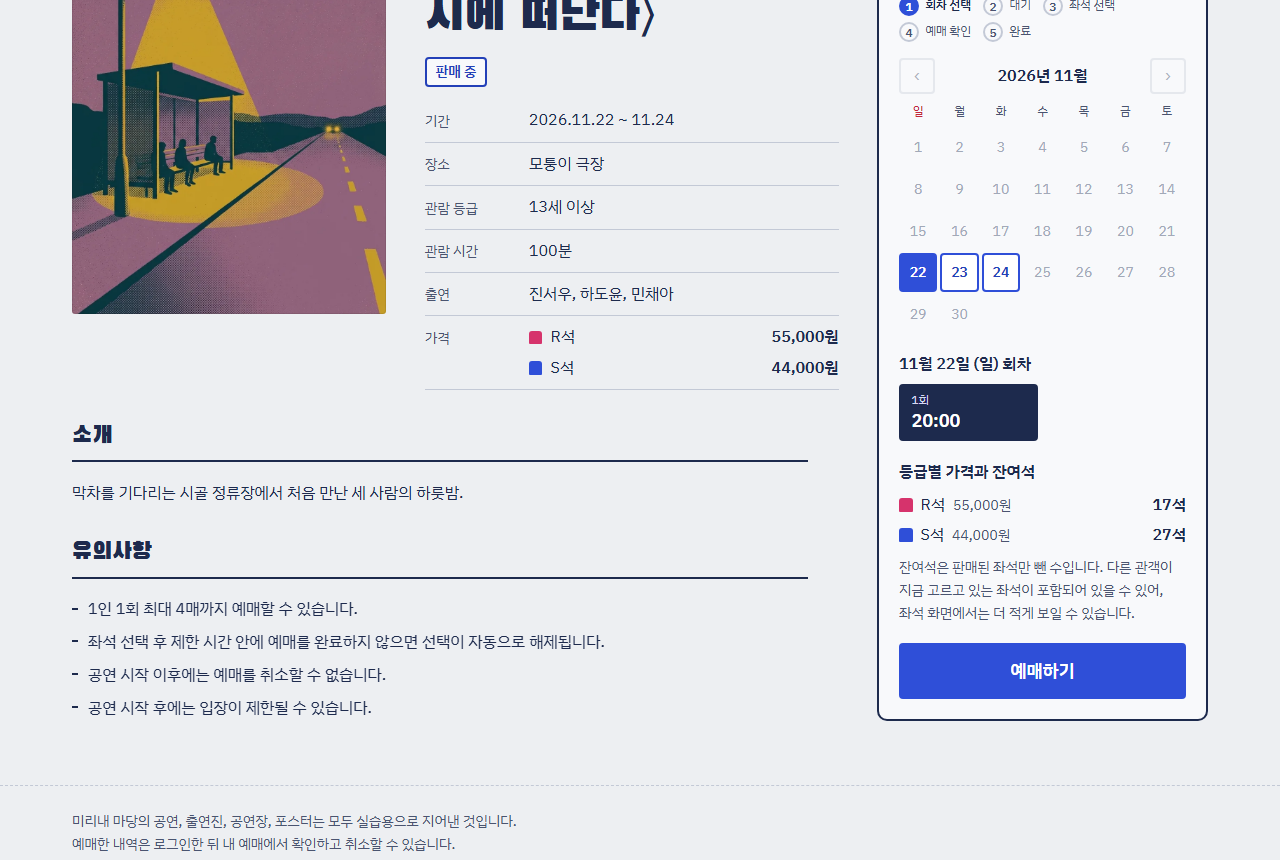 시에 떠난다〉
판매 중
기간 2026.11.22 ~ 11.24
장소 모퉁이 극장
관람 등급 13세 이상
관람 시간 100분
출연 진서우, 하도윤, 민채아
가격 R석 55,000원
S석 44,000원
소개
막차를 기다리는 시골 정류장에서 처음 만난 세 사람의 하룻밤.
유의사항
- 1인 1회 최대 4매까지 예매할 수 있습니다.
- 좌석 선택 후 제한 시간 안에 예매를 완료하지 않으면 선택이 자동으로 해제됩니다.
- 공연 시작 이후에는 예매를 취소할 수 없습니다.
- 공연 시작 후에는 입장이 제한될 수 있습니다.
1 회차 선택 2 대기 3 좌석 선택
4 예매 확인 5 완료
‹ 2026년 11월 ›
일 월 화 수 목 금 토
1 2 3 4 5 6 7
8 9 10 11 12 13 14
15 16 17 18 19 20 21
22 23 24 25 26 27 28
29 30
11월 22일 (일) 회차
1회
20:00
등급별 가격과 잔여석
R석 55,000원 17석
S석 44,000원 27석
잔여석은 판매된 좌석만 뺀 수입니다. 다른 관객이
지금 고르고 있는 좌석이 포함되어 있을 수 있어,
좌석 화면에서는 더 적게 보일 수 있습니다.
예매하기
미리내 마당의 공연, 출연진, 공연장, 포스터는 모두 실습용으로 지어낸 것입니다.
예매한 내역은 로그인한 뒤 내 예매에서 확인하고 취소할 수 있습니다.